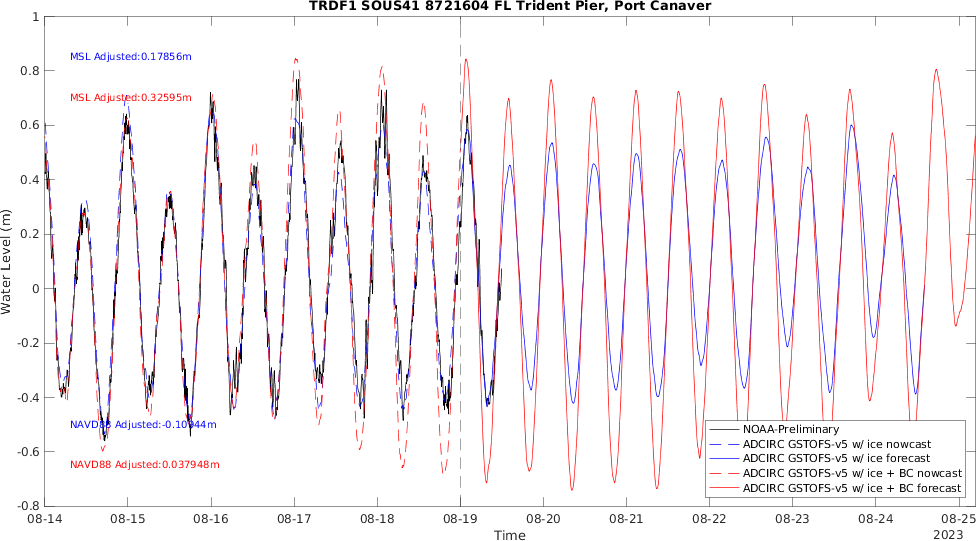 TRDF1 SOUS41 8721604 FL Trident Pier, Port Canaver
1
0.8
0.6
0.4
0.2
0
-0.2
-0.4
-0.6
-0.8
Water Level (m)
MSL Adjusted:0.17856m
MSL Adjusted:0.32595m
NAVD88 Adjusted:-0.10944m
NAVD88 Adjusted:0.037948m
NOAA-Preliminary
ADCIRC GSTOFS-v5 w/ ice nowcast
ADCIRC GSTOFS-v5 w/ ice forecast
ADCIRC GSTOFS-v5 w/ ice + BC nowcast
ADCIRC GSTOFS-v5 w/ ice + BC forecast
08-14 08-15 08-16 08-17 08-18 08-19 08-20 08-21 08-22 08-23 08-24 08-25
Time
2023